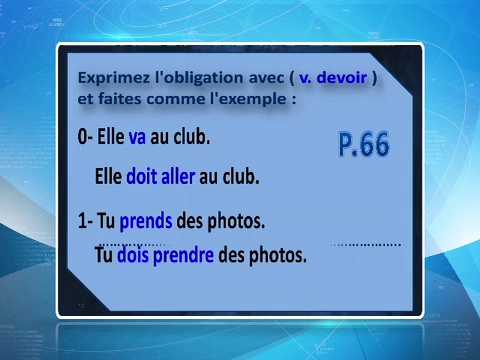 Exprimez l'obligation avec ( v. devoir )
et faites comme l'exemple :
0- Elle va au club.
P.66
Elle doit aller au club.
1- Tu prends des photos.
Tu dois prendre des photos.